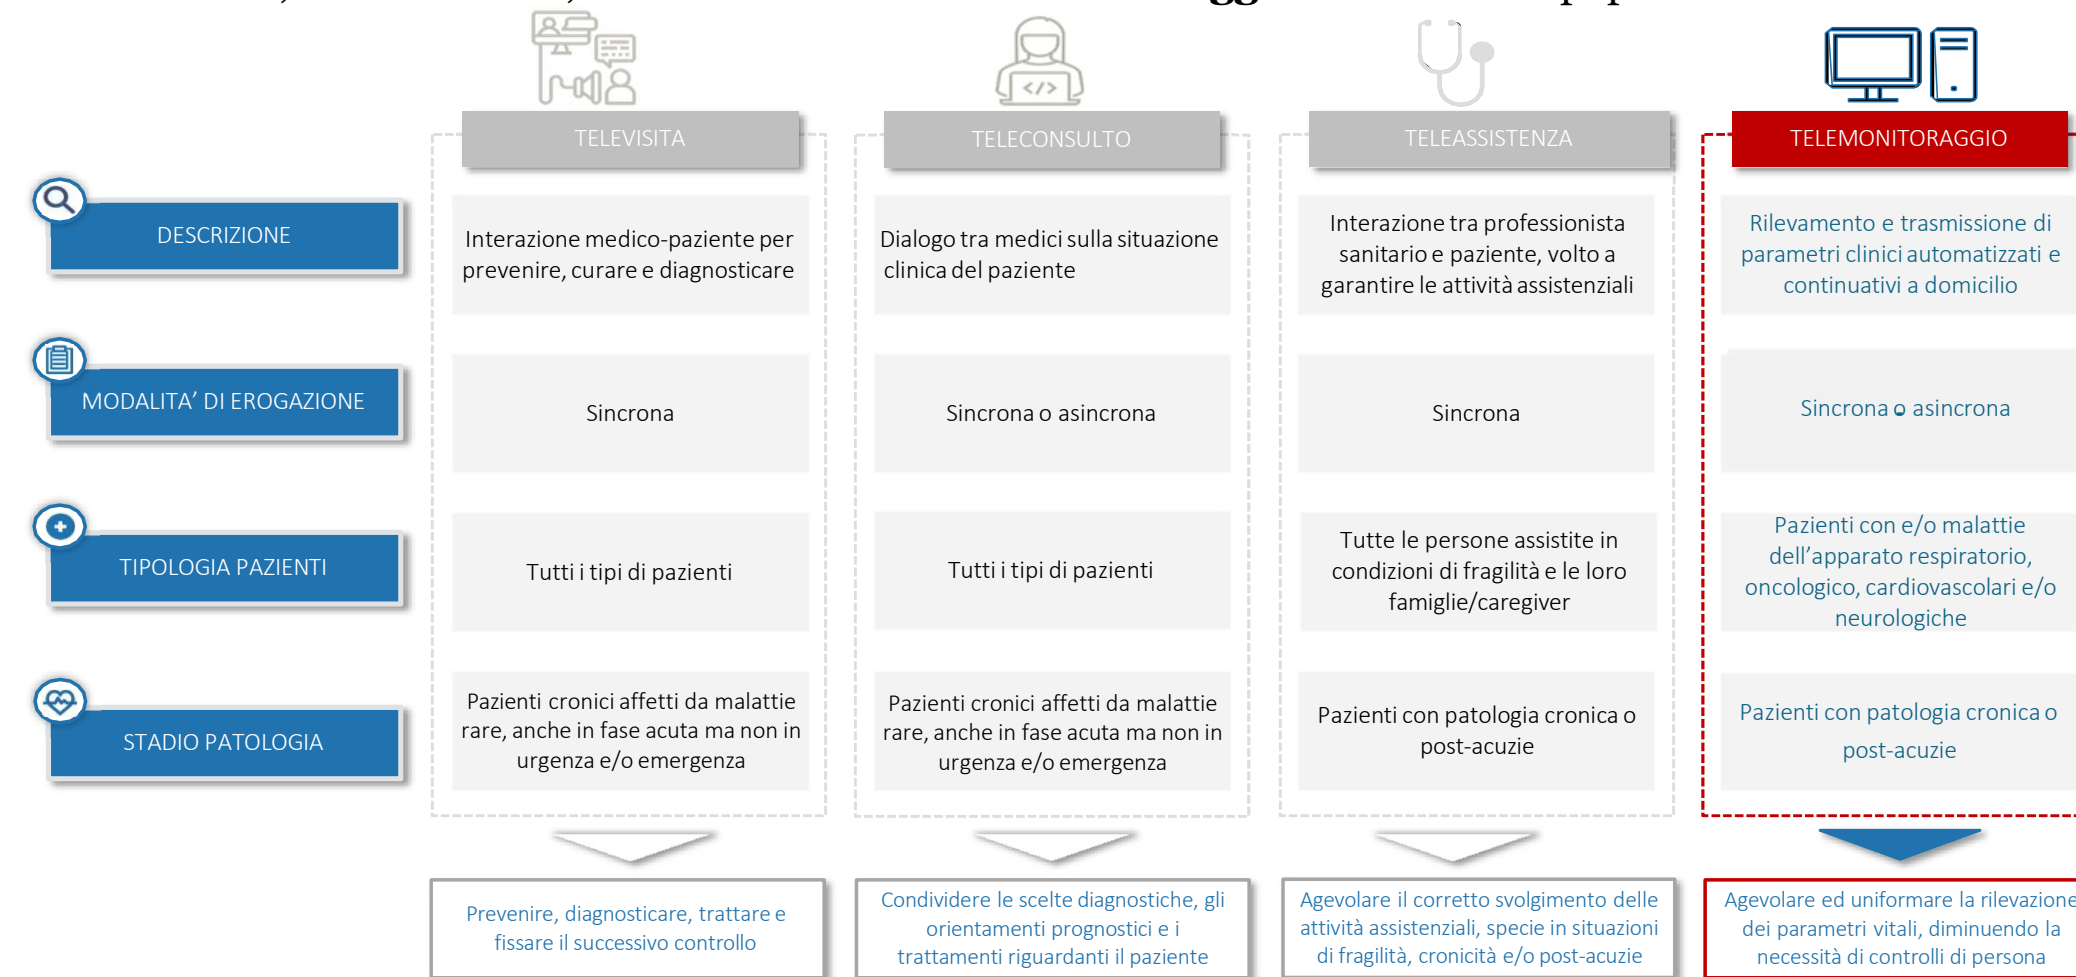 TELEVISITA
TELECONSULTO
TELEASSISTENZA
TELEMONITORAGGIO
DESCRIZIONE
Interazione medico-paziente per
prevenire, curare e diagnosticare
Dialogo tra medici sulla situazione
clinica del paziente
Interazione tra professionista
sanitario e paziente, volto a
garantire le attività assistenziali
Rilevamento e trasmissione di
parametri clinici automatizzati e
continuativi a domicilio
MODALITA’ DI EROGAZIONE
Sincrona
Sincrona o asincrona
Sincrona
Sincrona o asincrona
TIPOLOGIA PAZIENTI
Tutti i tipi di pazienti
Tutti i tipi di pazienti
Tutte le persone assistite in
condizioni di fragilità e le loro
famiglie/caregiver
Pazienti con e/o malattie
dell’apparato respiratorio,
oncologico, cardiovascolari e/o
neurologiche
STADIO PATOLOGIA
Pazienti cronici affetti da malattie
rare, anche in fase acuta ma non in
urgenza e/o emergenza
Pazienti cronici affetti da malattie
rare, anche in fase acuta ma non in
urgenza e/o emergenza
Pazienti con patologia cronica o
post-acuzie
Pazienti con patologia cronica o
post-acuzie
Prevenire, diagnosticare, trattare e
fissare il successivo controllo
Condividere le scelte diagnostiche, gli
orientamenti prognostici e i
trattamenti riguardanti il paziente
Agevolare il corretto svolgimento delle
attività assistenziali, specie in situazioni
di fragilità, cronicità e/o post-acuzie
Agevolare ed uniformare la rilevazione
dei parametri vitali, diminuendo la
necessità di controlli di persona